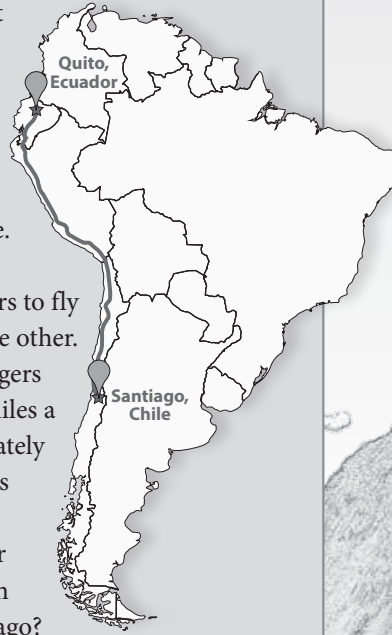 t
Quito,
Ecuador
e.
rs to fly
e other.
gers
Santiago,
Chile
iles a
ately
s
r
n
ago?